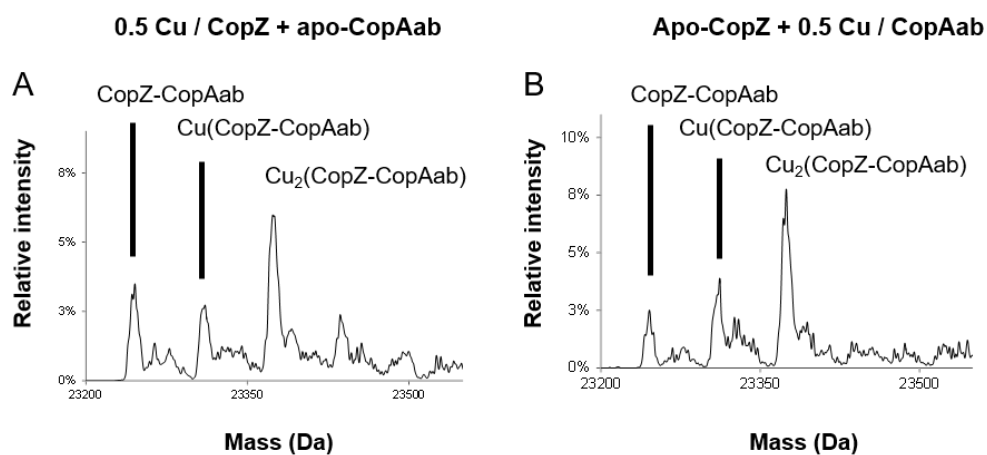 0.5 Cu / CopZ + apo-CopAab
A
CopZ-CopAab
Cu(CopZ-CopAab)
Cu₂(CopZ-CopAab)
Relative intensity
8%
5%
3%
0%
23200
23350
23500
Mass (Da)
Apo-CopZ + 0.5 Cu / CopAab
B
CopZ-CopAab
Cu(CopZ-CopAab)
Cu₂(CopZ-CopAab)
Relative intensity
10%
8%
5%
3%
0%
23200
23350
23500
Mass (Da)